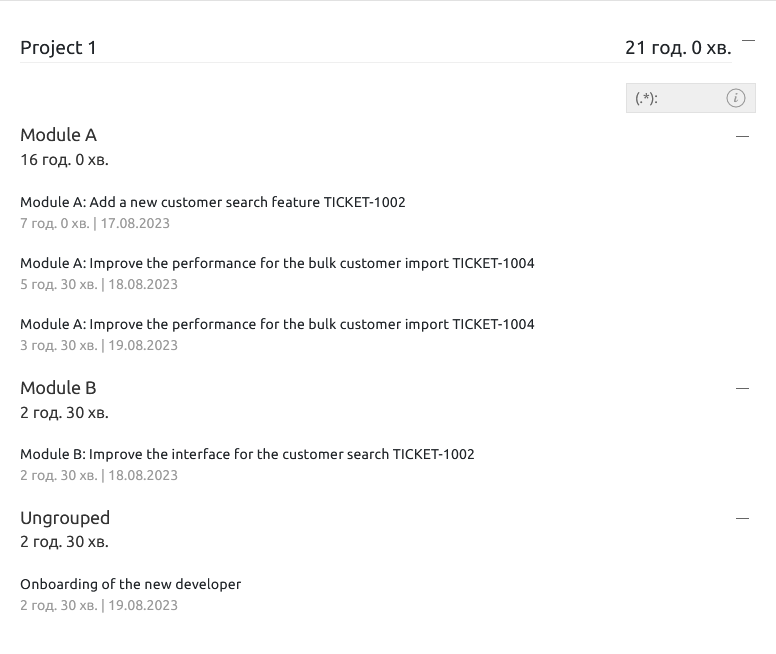 Project 1
21 год. 0 хв.
(.*):
Module A
16 год. 0 хв.
Module A: Add a new customer search feature TICKET-1002
7 год. 0 хв. | 17.08.2023
Module A: Improve the performance for the bulk customer import TICKET-1004
5 год. 30 хв. | 18.08.2023
Module A: Improve the performance for the bulk customer import TICKET-1004
3 год. 30 хв. | 19.08.2023
Module B
2 год. 30 хв.
Module B: Improve the interface for the customer search TICKET-1002
2 год. 30 хв. | 18.08.2023
Ungrouped
2 год. 30 хв.
Onboarding of the new developer
2 год. 30 хв. | 19.08.2023